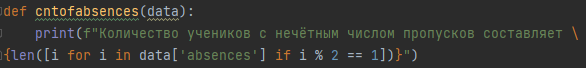 def cntofabsences(data):
print(f"Количество учеников с нечётным числом пропусков составляет \
{len([i for i in data['absences'] if i % 2 == 1])}")